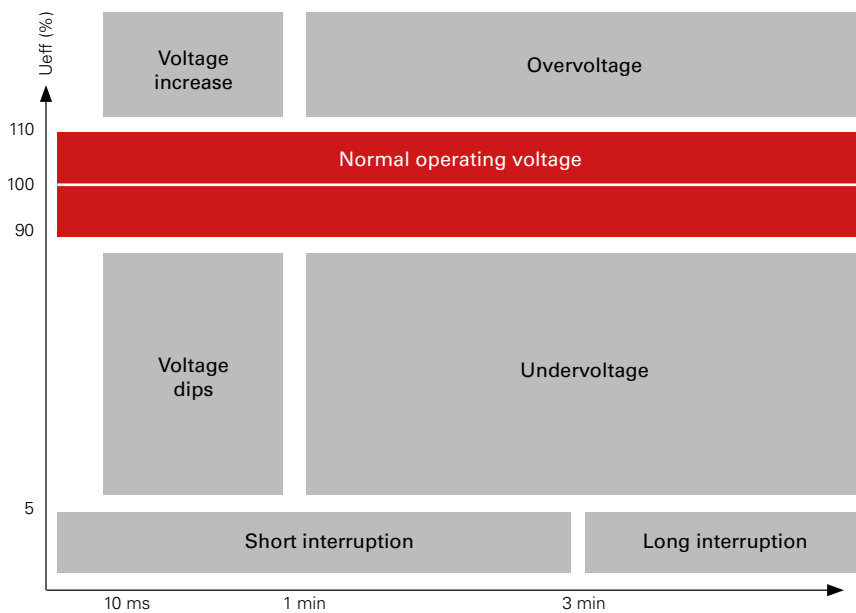 Ueff (%)
Voltage
increase
Overvoltage
110
Normal operating voltage
100
90
Voltage
dips
Undervoltage
5
Short interruption
Long interruption
10 ms
1 min
3 min